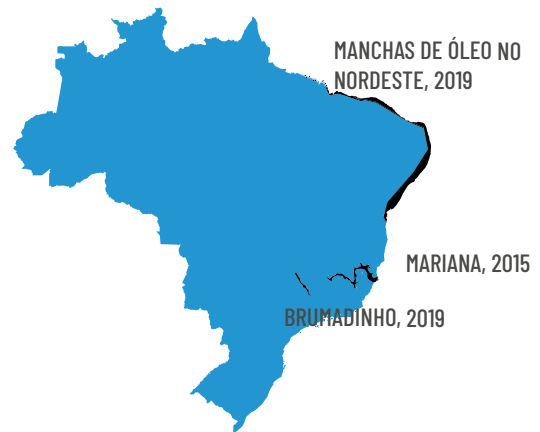 MANCHAS DE ÓLEO NO
NORDESTE, 2019
MARIANA, 2015
BRUMADINHO, 2019